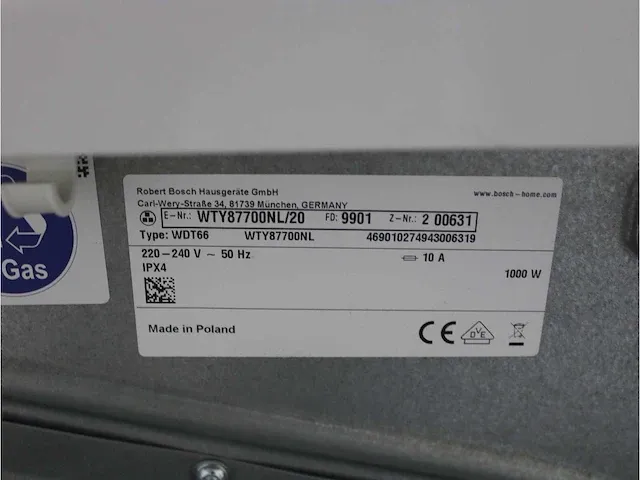 Robert Bosch Hausgeräte GmbH
Carl-Wery-Straße 34, 81739 München, GERMANY
www.bosch-home.com
E-Nr.: WTY87700NL/20 FD: 9901 Z-Nr.: 2 00631
Type: WDT66 WTY87700NL 469010274943006319
220-240 V ~ 50 Hz 10 A
IPX4 1000 W
Made in Poland
CE DVE
Gas